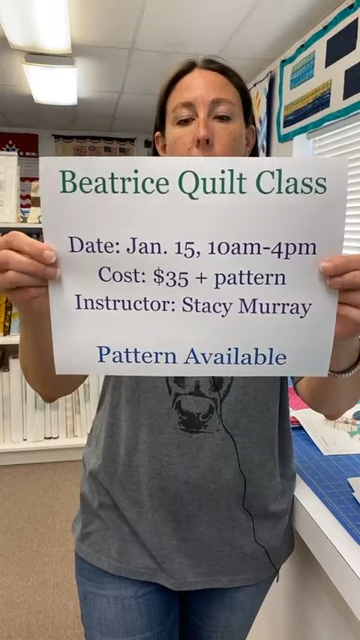 Beatrice Quilt Class
Date: Jan. 15, 10am-4pm
Cost: $35 + pattern
Instructor: Stacy Murray
Pattern Available